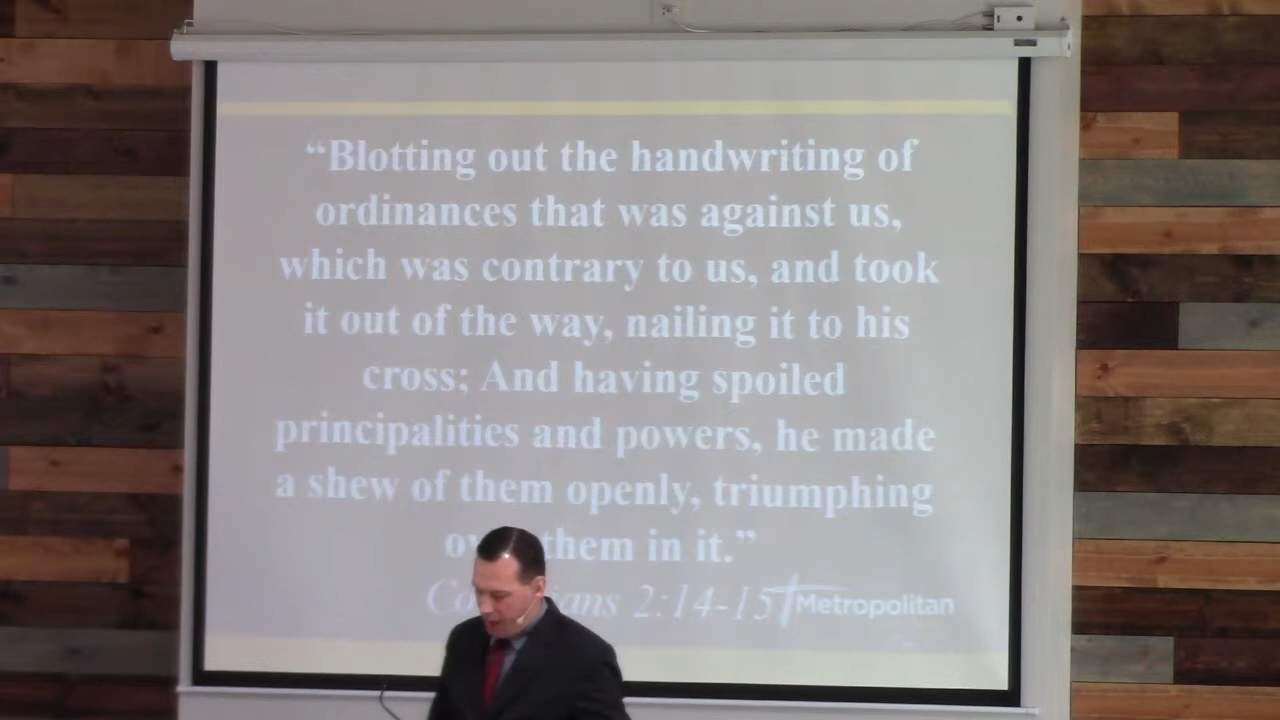 “Blotting out the handwriting of
ordinances that was against us,
which was contrary to us, and took
it out of the way, nailing it to his
cross; And having spoiled
principalities and powers, he made
a shew of them openly, triumphing
them in it.”
2:14-15
Metropolitan